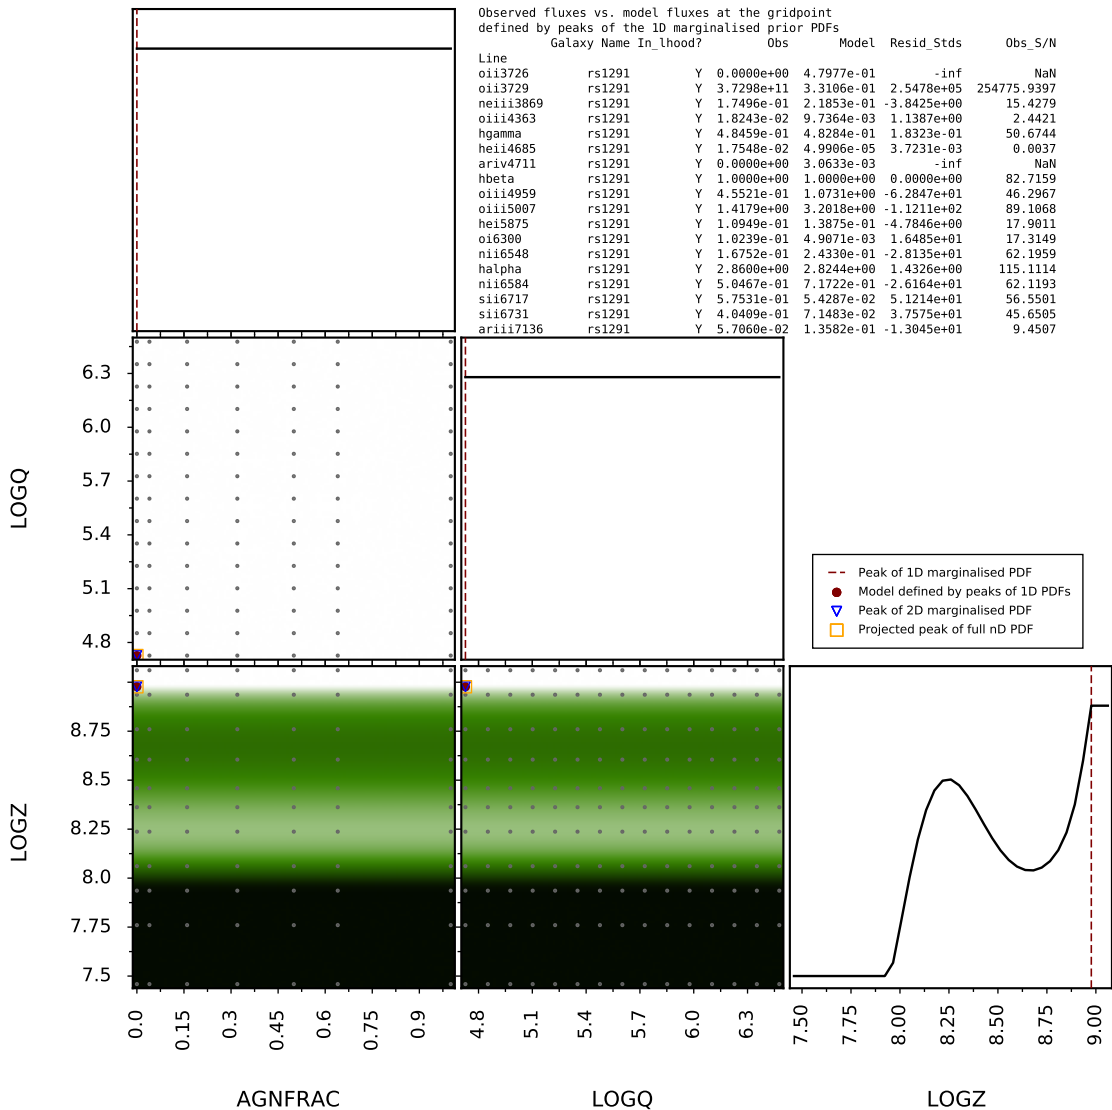 Observed fluxes vs. model fluxes at the gridpoint
defined by peaks of the 1D marginalised prior PDFs
Galaxy Name In_lhood? Obs Model Resid_Stds Obs_S/N
Line
oii3726 rs1291 Y 0.0000e+00 4.7977e-01 -inf NaN
oii3729 rs1291 Y 3.7298e+11 3.3106e-01 2.5478e+05 254775.9397
neiii3869 rs1291 Y 1.7496e-01 2.1853e-01 -3.8425e+00 15.4279
oiii4363 rs1291 Y 1.8243e-02 9.7364e-03 1.1387e+00 2.4421
hgamma rs1291 Y 4.8459e-01 4.8284e-01 1.8323e-01 50.6744
heii4685 rs1291 Y 1.7548e-02 4.9906e-05 3.7231e-03 0.0037
ariv4711 rs1291 Y 0.0000e+00 3.0633e-03 -inf NaN
hbeta rs1291 Y 1.0000e+00 1.0000e+00 0.0000e+00 82.7159
oiii4959 rs1291 Y 4.5521e-01 1.0731e+00 -6.2847e+01 46.2967
oiii5007 rs1291 Y 1.4179e+00 3.2018e+00 -1.1211e+02 89.1068
hei5875 rs1291 Y 1.0949e-01 1.3875e-01 -4.7846e+00 17.9011
oi6300 rs1291 Y 1.0239e-01 4.9071e-03 1.6485e+01 17.3149
nii6548 rs1291 Y 1.6752e-01 2.4330e-01 -2.8135e+01 62.1959
halpha rs1291 Y 2.8600e+00 2.8244e+00 1.4326e+00 115.1114
nii6584 rs1291 Y 5.0467e-01 7.1722e-01 -2.6164e+01 62.1193
sii6717 rs1291 Y 5.7531e-01 5.4287e-02 5.1214e+01 56.5501
sii6731 rs1291 Y 4.0409e-01 7.1483e-02 3.7575e+01 45.6505
ariii7136 rs1291 Y 5.7060e-02 1.3582e-01 -1.3045e+01 9.4507
6.3
6.0
5.7
5.4
5.1
4.8
LOGQ
Peak of 1D marginalised PDF
Model defined by peaks of 1D PDFs
Peak of 2D marginalised PDF
Projected peak of full nD PDF
8.75
8.5
8.25
8.0
7.75
7.5
LOGZ
0.0 0.15 0.3 0.45 0.6 0.75 0.9
4.8 5.1 5.4 5.7 6.0 6.3
7.50 7.75 8.00 8.25 8.50 8.75 9.00
AGNFRAC LOGQ LOGZ